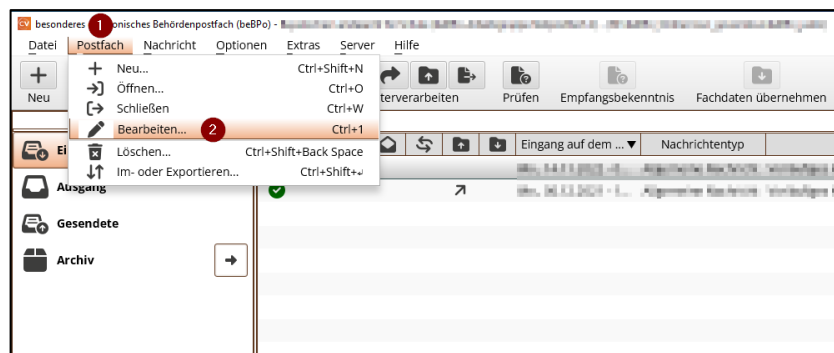 CV besonderes onisches Behördenpostfach (beBPo) -
1
Datei Postfach Nachricht Optionen Extras Server Hilfe
Neu... Ctrl+Shift+N
Öffnen... Ctrl+O
Neu terverarbeiten Prüfen Empfangsbekenntnis Fachdaten übernehmen
Schließen Ctrl+W
Bearbeiten... 2 Ctrl+1
Ei Löschen... Ctrl+Shift+Back Space Eingang auf dem ... ▼ Nachrichtentyp
Im- oder Exportieren... Ctrl+Shift+↵
Ausgang
Gesendete
Archiv